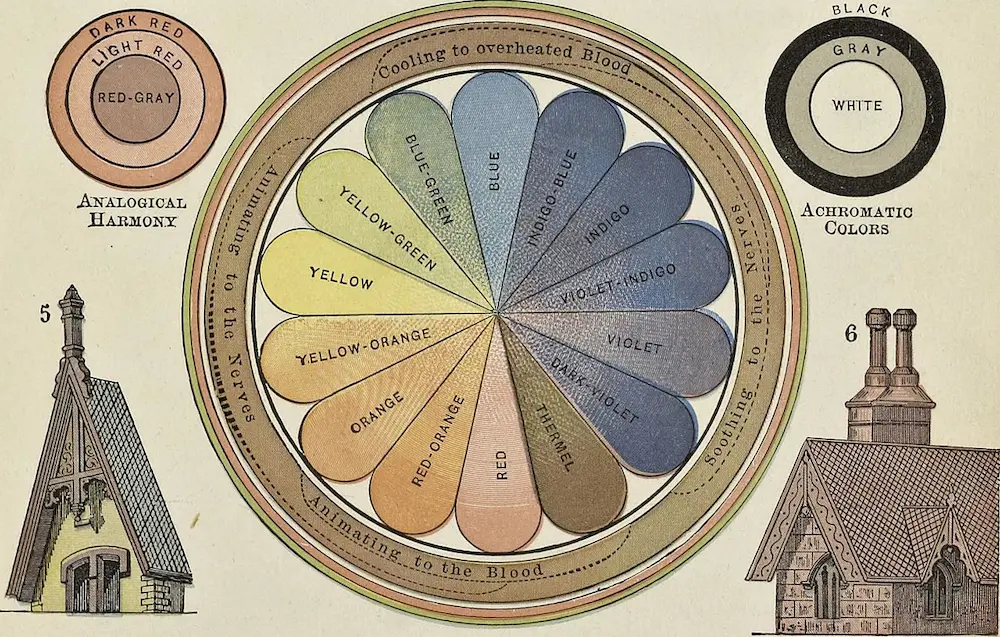 DARK RED
LIGHT RED
RED-GRAY
ANALOGICAL
HARMONY
BLACK
GRAY
WHITE
ACHROMATIC
COLORS
Cooling to overheated Blood
Soothing to the Nerves
Animating to the Blood
Animating to the Nerves
BLUE
INDIGO-BLUE
INDIGO
VIOLET-INDIGO
VIOLET
DARK-VIOLET
THERMEL
RED
RED-ORANGE
ORANGE
YELLOW-ORANGE
YELLOW
YELLOW-GREEN
BLUE-GREEN
5
6